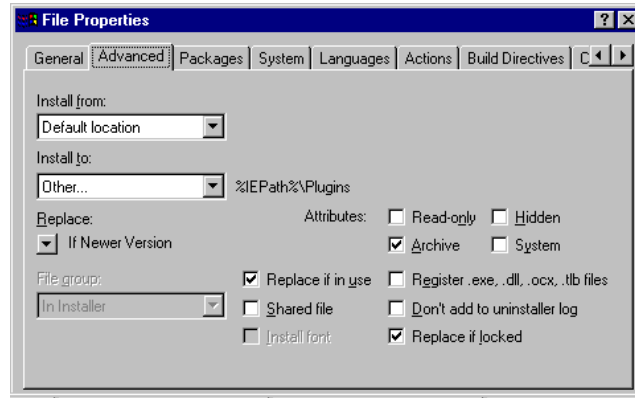 File Properties
General Advanced Packages System Languages Actions Build Directives C
Install from:
Default location
Install to:
Other... %IEPath%\Plugins
Replace: Attributes: Read-only Hidden
If Newer Version Archive System
File group: Replace if in use Register .exe, .dll, .ocx, .tlb files
In Installer Shared file Don't add to uninstaller log
Install font Replace if locked